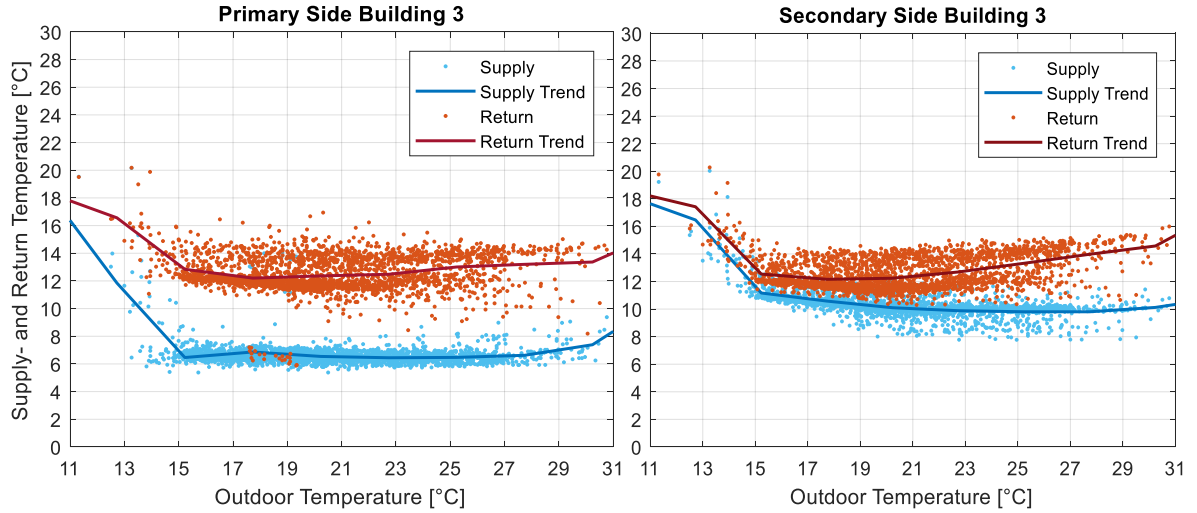 Primary Side Building 3
Supply- and Return Temperature [°C]
30
28
26
24
22
20
18
16
14
12
10
8
6
4
2
0
Supply
Supply Trend
Return
Return Trend
11 13 15 17 19 21 23 25 27 29 31
Outdoor Temperature [°C]
Secondary Side Building 3
30
28
26
24
22
20
18
16
14
12
10
8
6
4
2
0
Supply
Supply Trend
Return
Return Trend
11 13 15 17 19 21 23 25 27 29 31
Outdoor Temperature [°C]